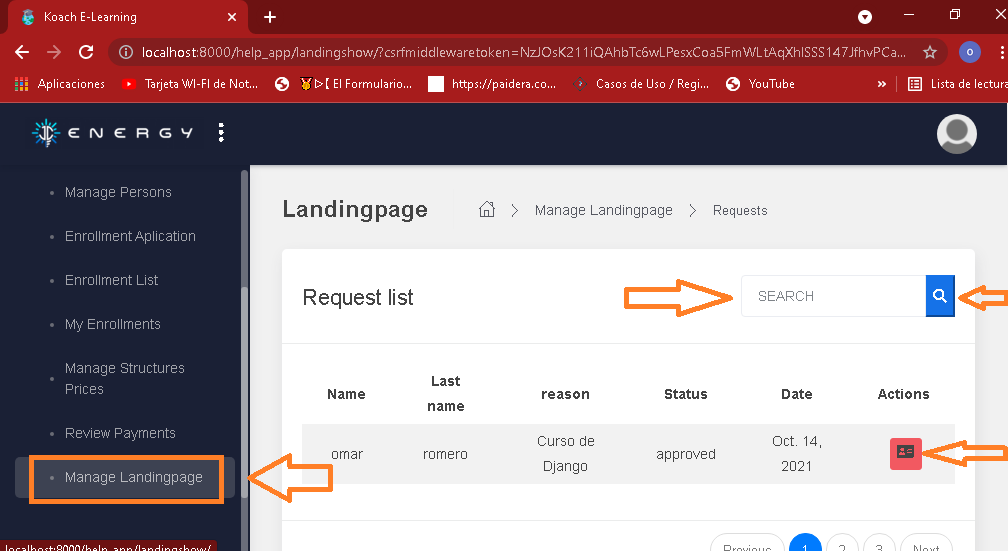 Koach E-Learning
localhost:8000/help_app/landingshow/?csrfmiddlewaretoken=NzJOsK211iQAhbTc6wLPesxCoa5FmWLtAqXhlSSS147JfhvPCa...
Aplicaciones
Tarjeta WI-FI de Not...
El Formulario...
https://paidera.co...
Casos de Uso / Regi...
YouTube
»
Lista de lectura
ENERGY
Manage Persons
Enrollment Aplication
Enrollment List
My Enrollments
Manage Structures
Prices
Review Payments
Manage Landingpage
localhost:8000/help_app/landingshow/
Landingpage
Manage Landingpage
Requests
Request list
SEARCH
Name
Last
name
reason
Status
Date
Actions
omar
romero
Curso de
Django
approved
Oct. 14,
2021
Previous
1
2
3
Next